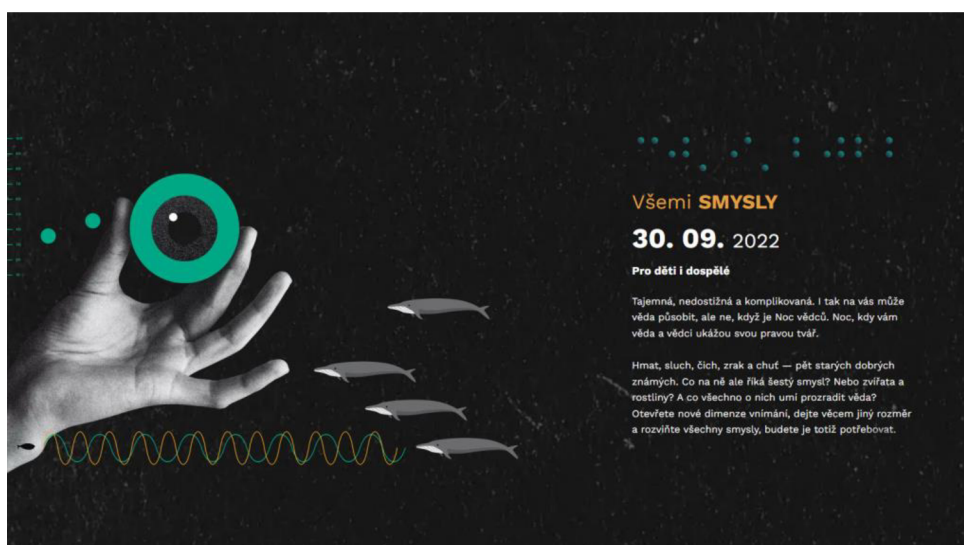 Všemi SMYSLY
30. 09. 2022
Pro děti i dospělé
Tajemná, nedostižná a komplikovaná. I tak na vás může
věda působit, ale ne, když je Noc vědců. Noc, kdy vám
věda a vědci ukážou svou pravou tvář.
Hmat, sluch, čich, zrak a chuť — pět starých dobrých
známých. Co na ně ale říká šestý smysl? Nebo zvířata a
rostliny? A co všechno o nich umí prozradit věda?
Otevřete nové dimenze vnímání, dejte věcem jiný rozměr
a rozviňte všechny smysly, budete je totiž potřebovat.